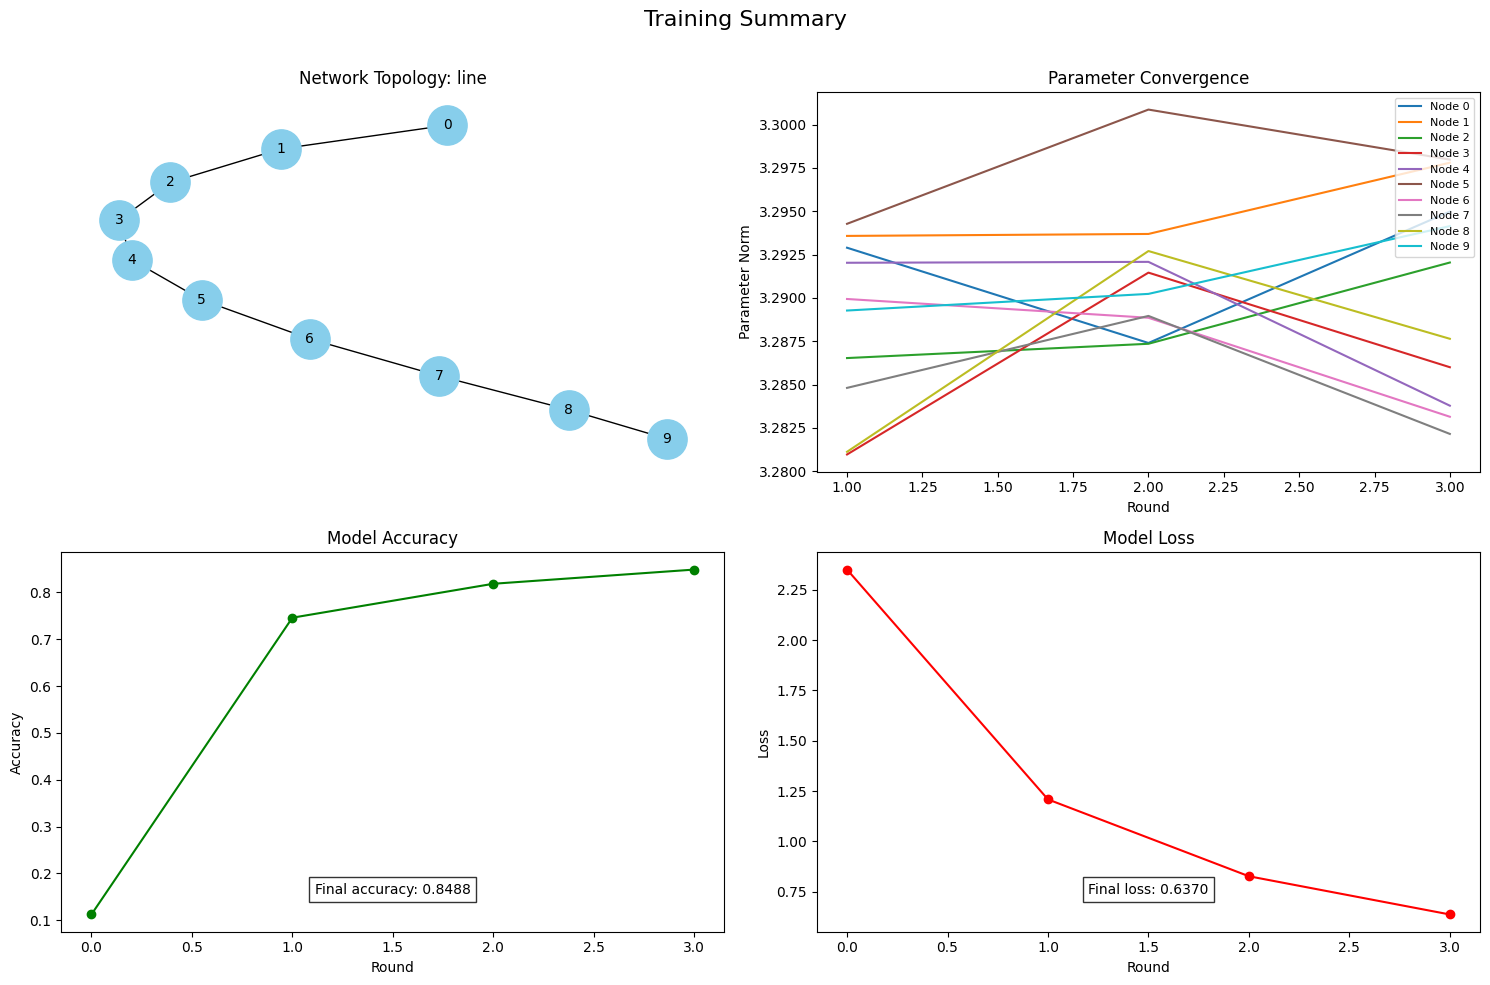 Training Summary
Network Topology: line
0
1
2
3
4
5
6
7
8
9
Parameter Convergence
Parameter Norm
3.3000
3.2975
3.2950
3.2925
3.2900
3.2875
3.2850
3.2825
3.2800
Node 0
Node 1
Node 2
Node 3
Node 4
Node 5
Node 6
Node 7
Node 8
Node 9
1.00 1.25 1.50 1.75 2.00 2.25 2.50 2.75 3.00
Round
Model Accuracy
Accuracy
0.8
0.7
0.6
0.5
0.4
0.3
0.2
0.1
Final accuracy: 0.8488
0.0 0.5 1.0 1.5 2.0 2.5 3.0
Round
Model Loss
Loss
2.25
2.00
1.75
1.50
1.25
1.00
0.75
Final loss: 0.6370
0.0 0.5 1.0 1.5 2.0 2.5 3.0
Round